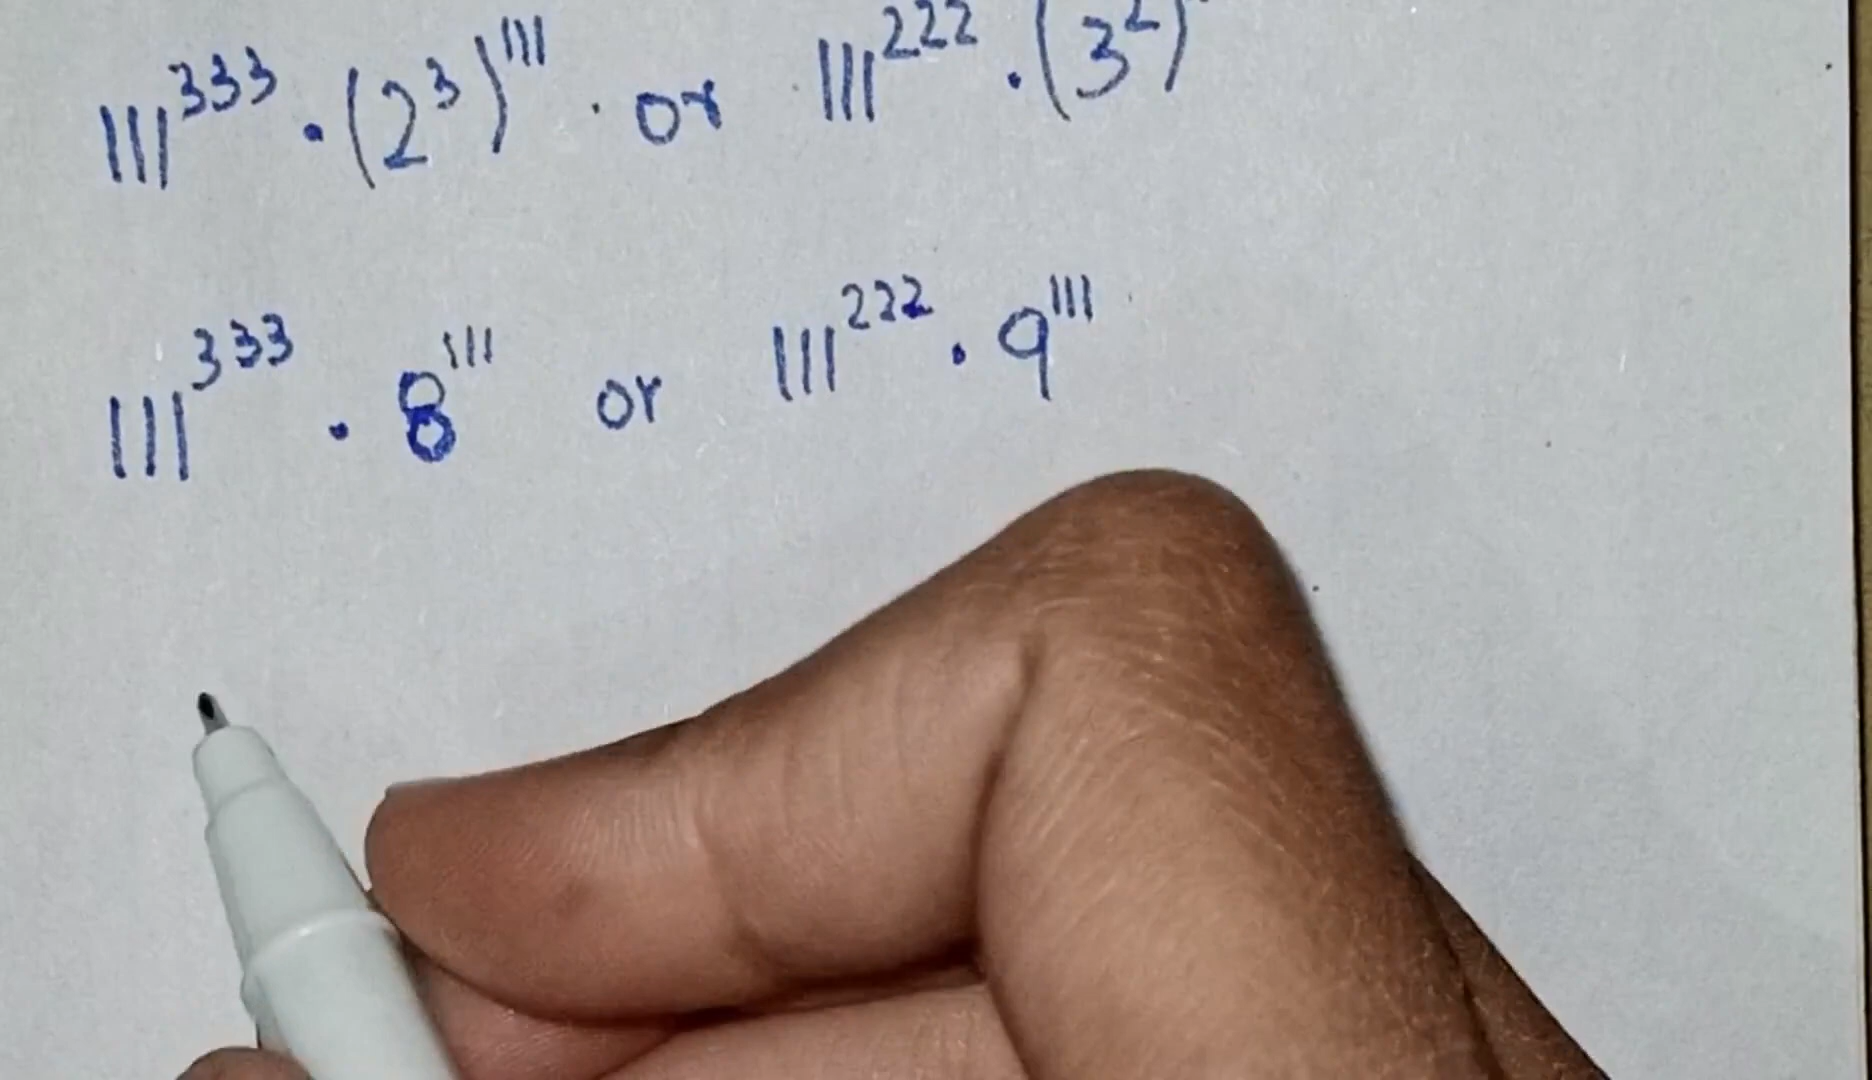 111^333 · (2^3)^111 · or 111^222 · (3^2)
111^333 · 8^111 or 111^222 · 9^111